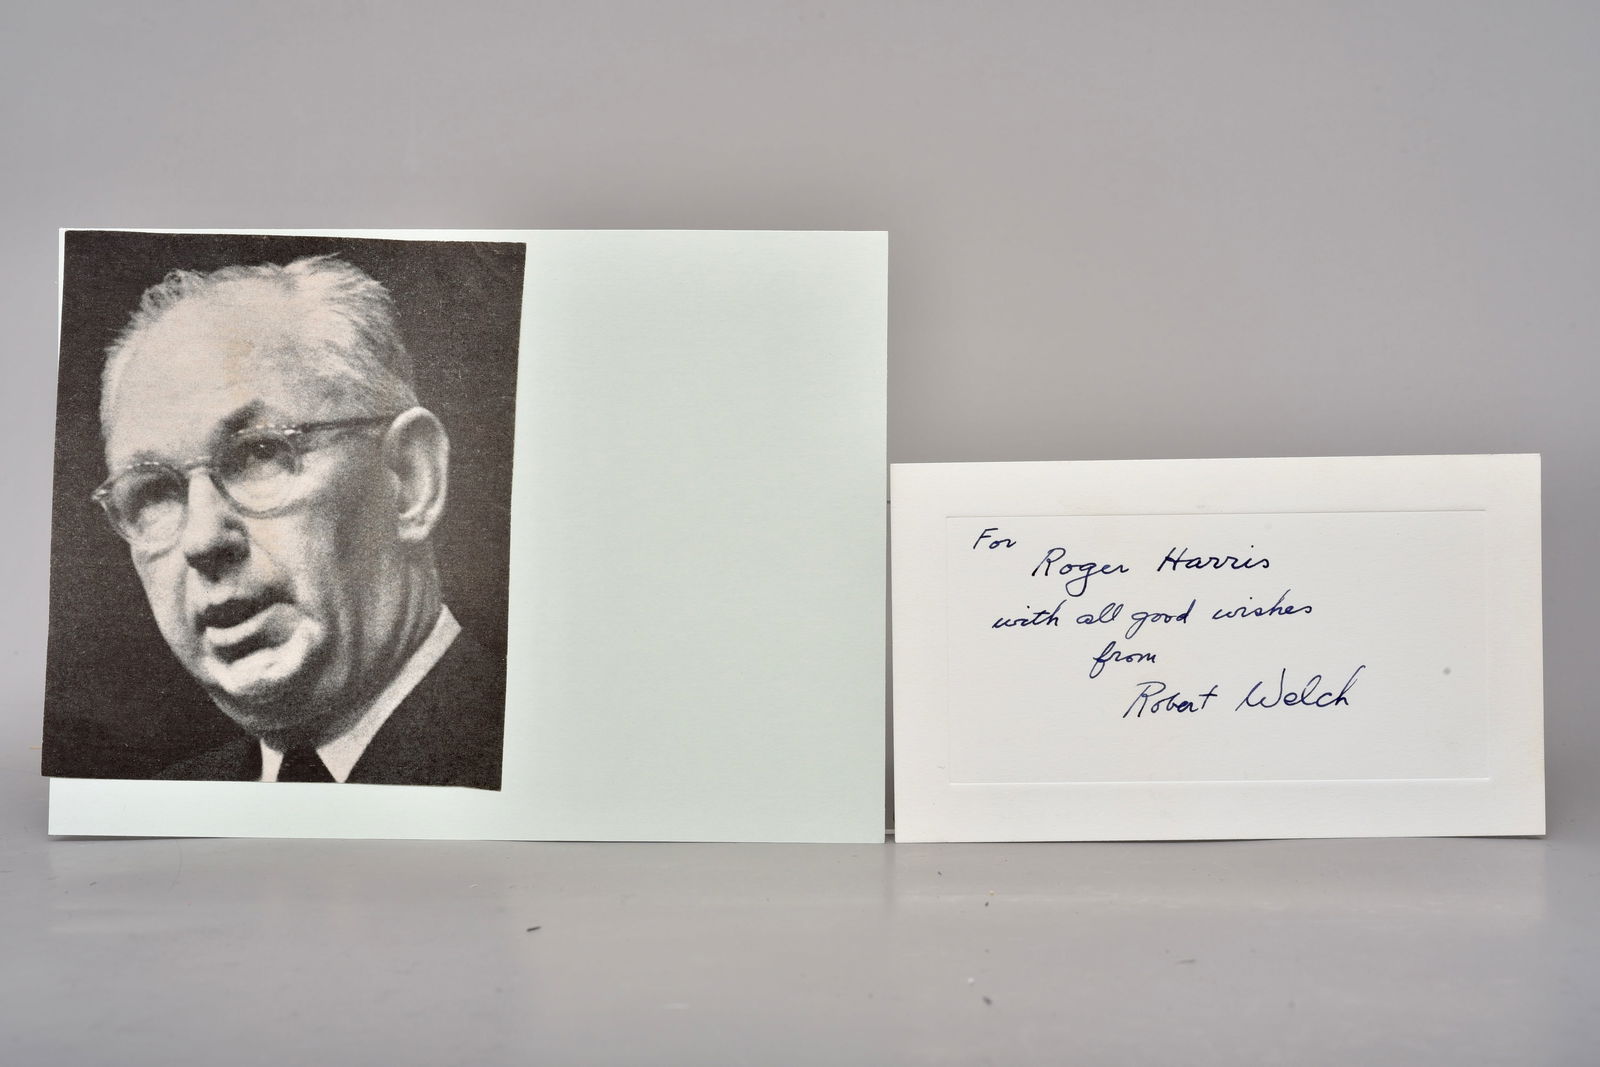 For
Roger Harris
with all good wishes
from
Robert Welch